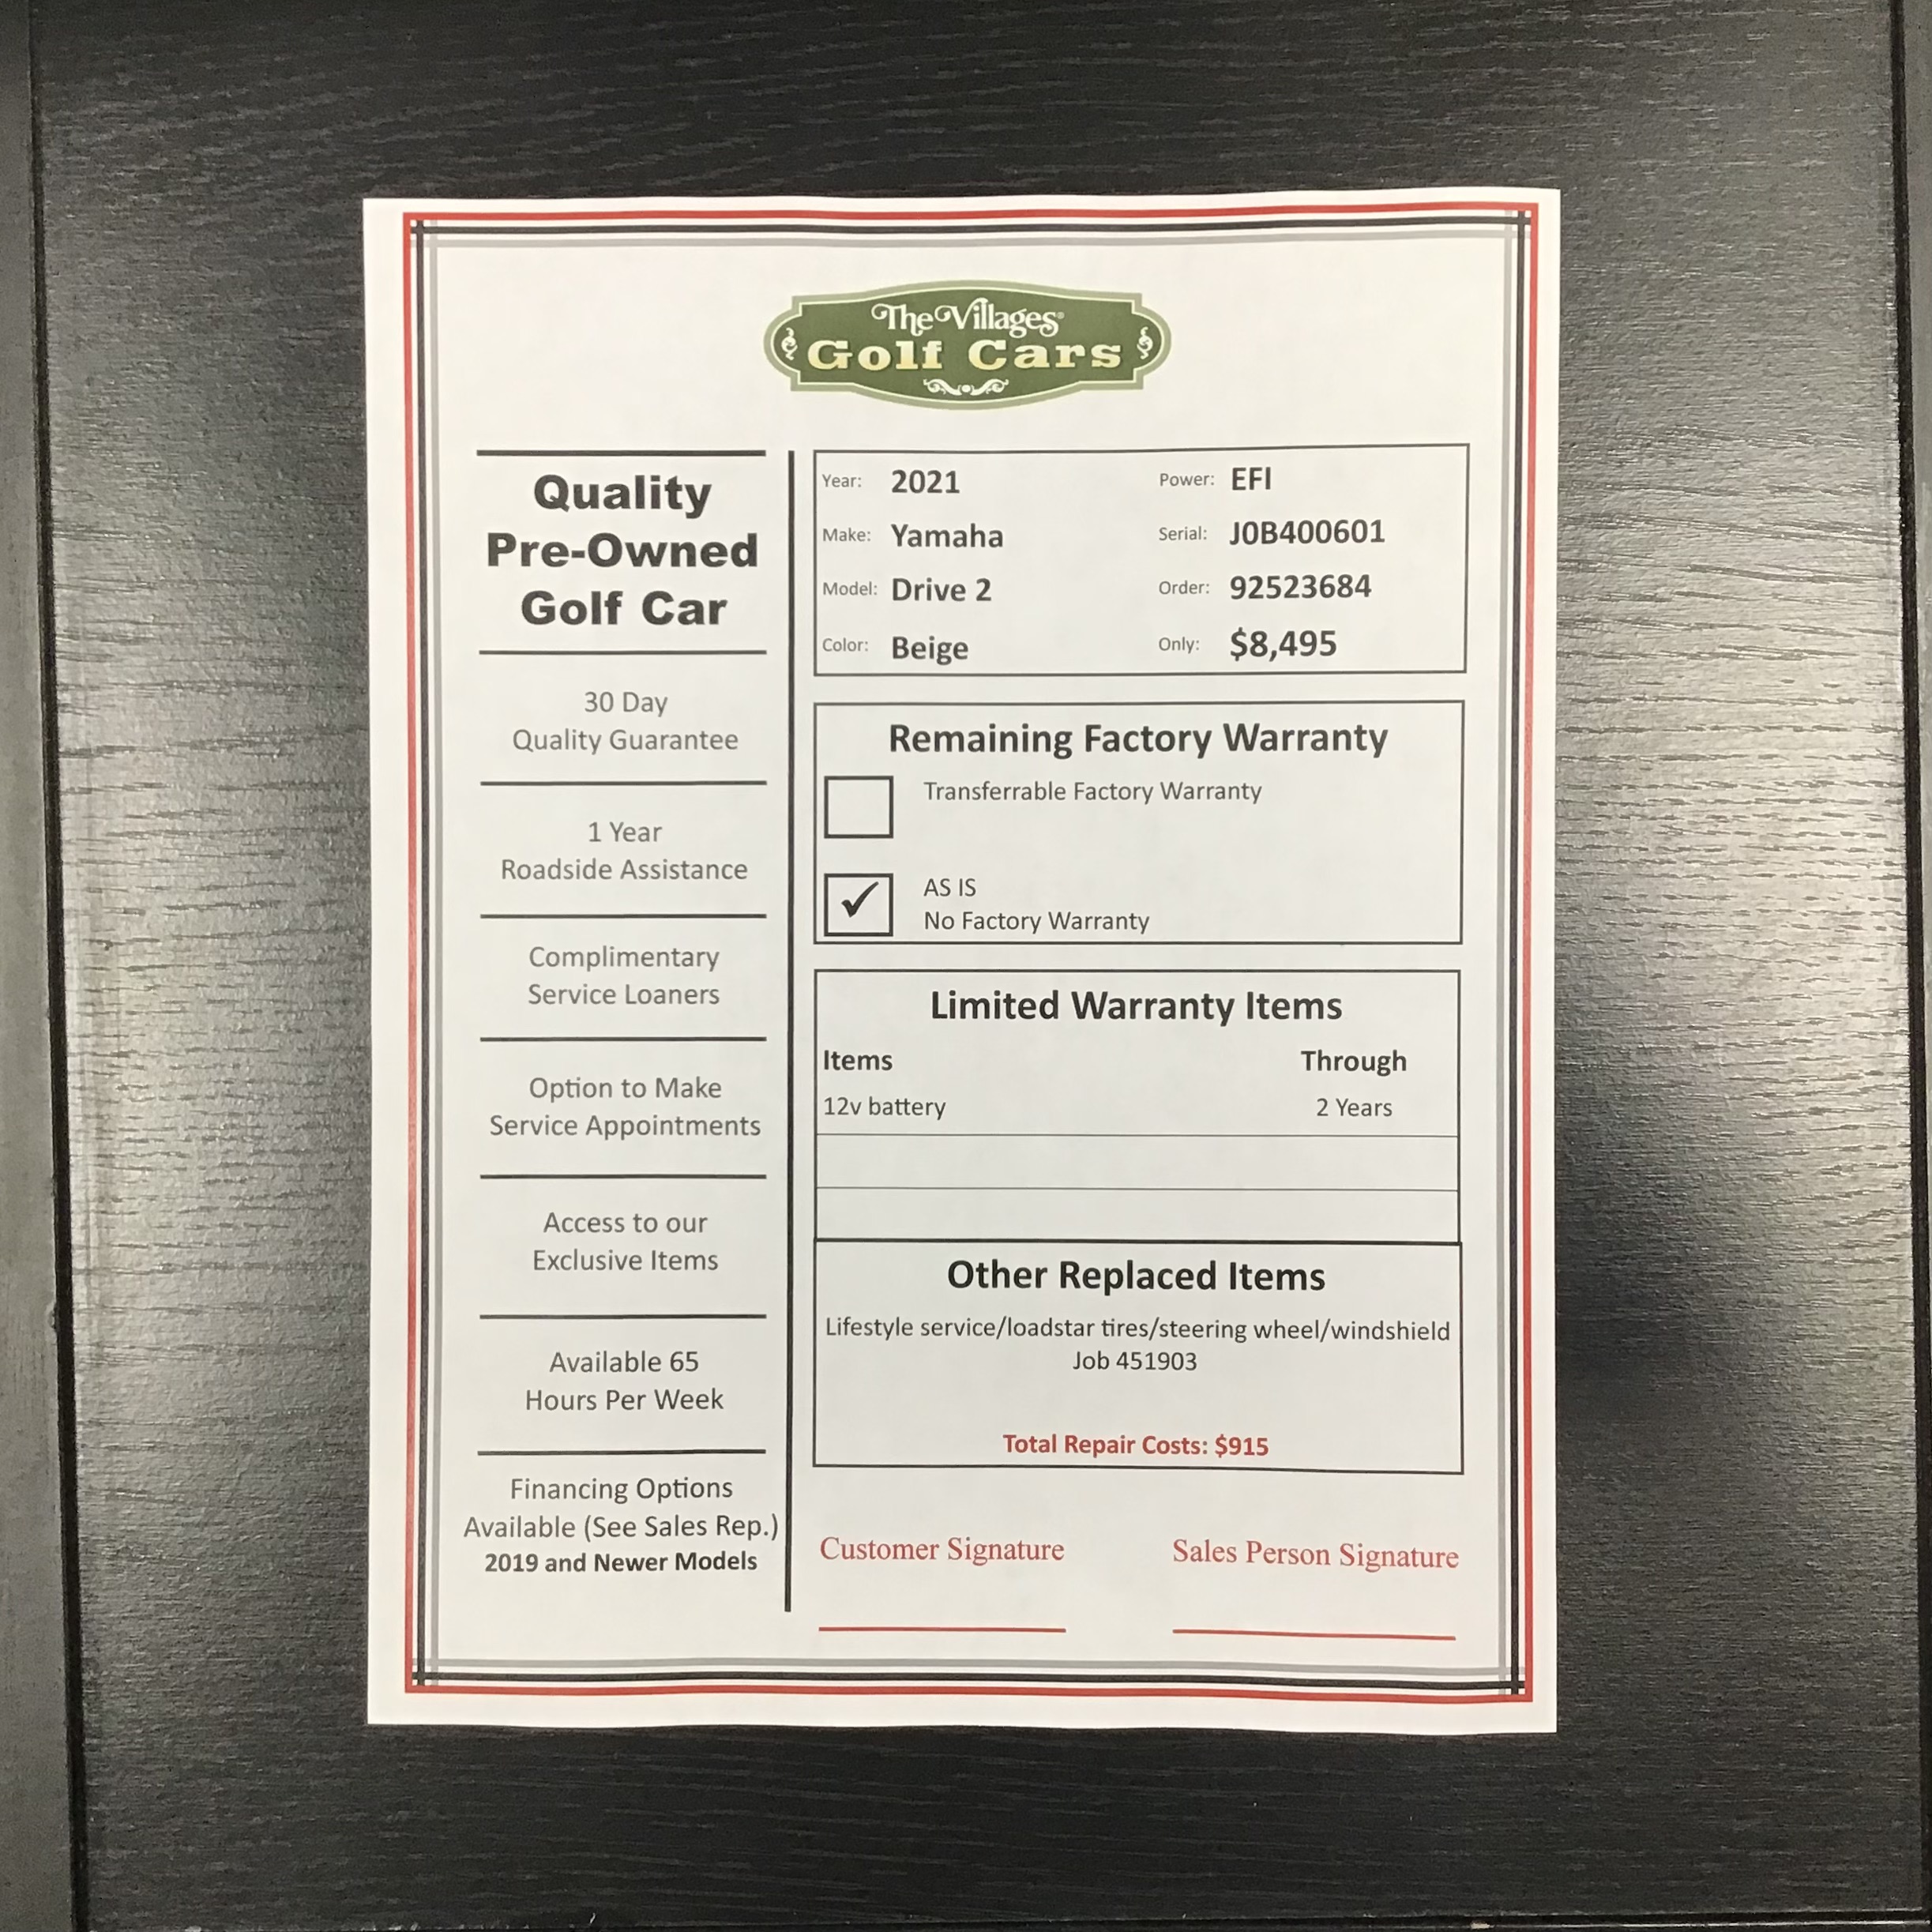 The Villages®
Golf Cars
Quality
Pre-Owned
Golf Car
30 Day
Quality Guarantee
1 Year
Roadside Assistance
Complimentary
Service Loaners
Option to Make
Service Appointments
Access to our
Exclusive Items
Available 65
Hours Per Week
Financing Options
Available (See Sales Rep.)
2019 and Newer Models
Year: 2021 Power: EFI
Make: Yamaha Serial: J0B400601
Model: Drive 2 Order: 92523684
Color: Beige Only: $8,495
Remaining Factory Warranty
Transferrable Factory Warranty
✓ AS IS
No Factory Warranty
Limited Warranty Items
Items Through
12v battery 2 Years
Other Replaced Items
Lifestyle service/loadstar tires/steering wheel/windshield
Job 451903
Total Repair Costs: $915
Customer Signature Sales Person Signature